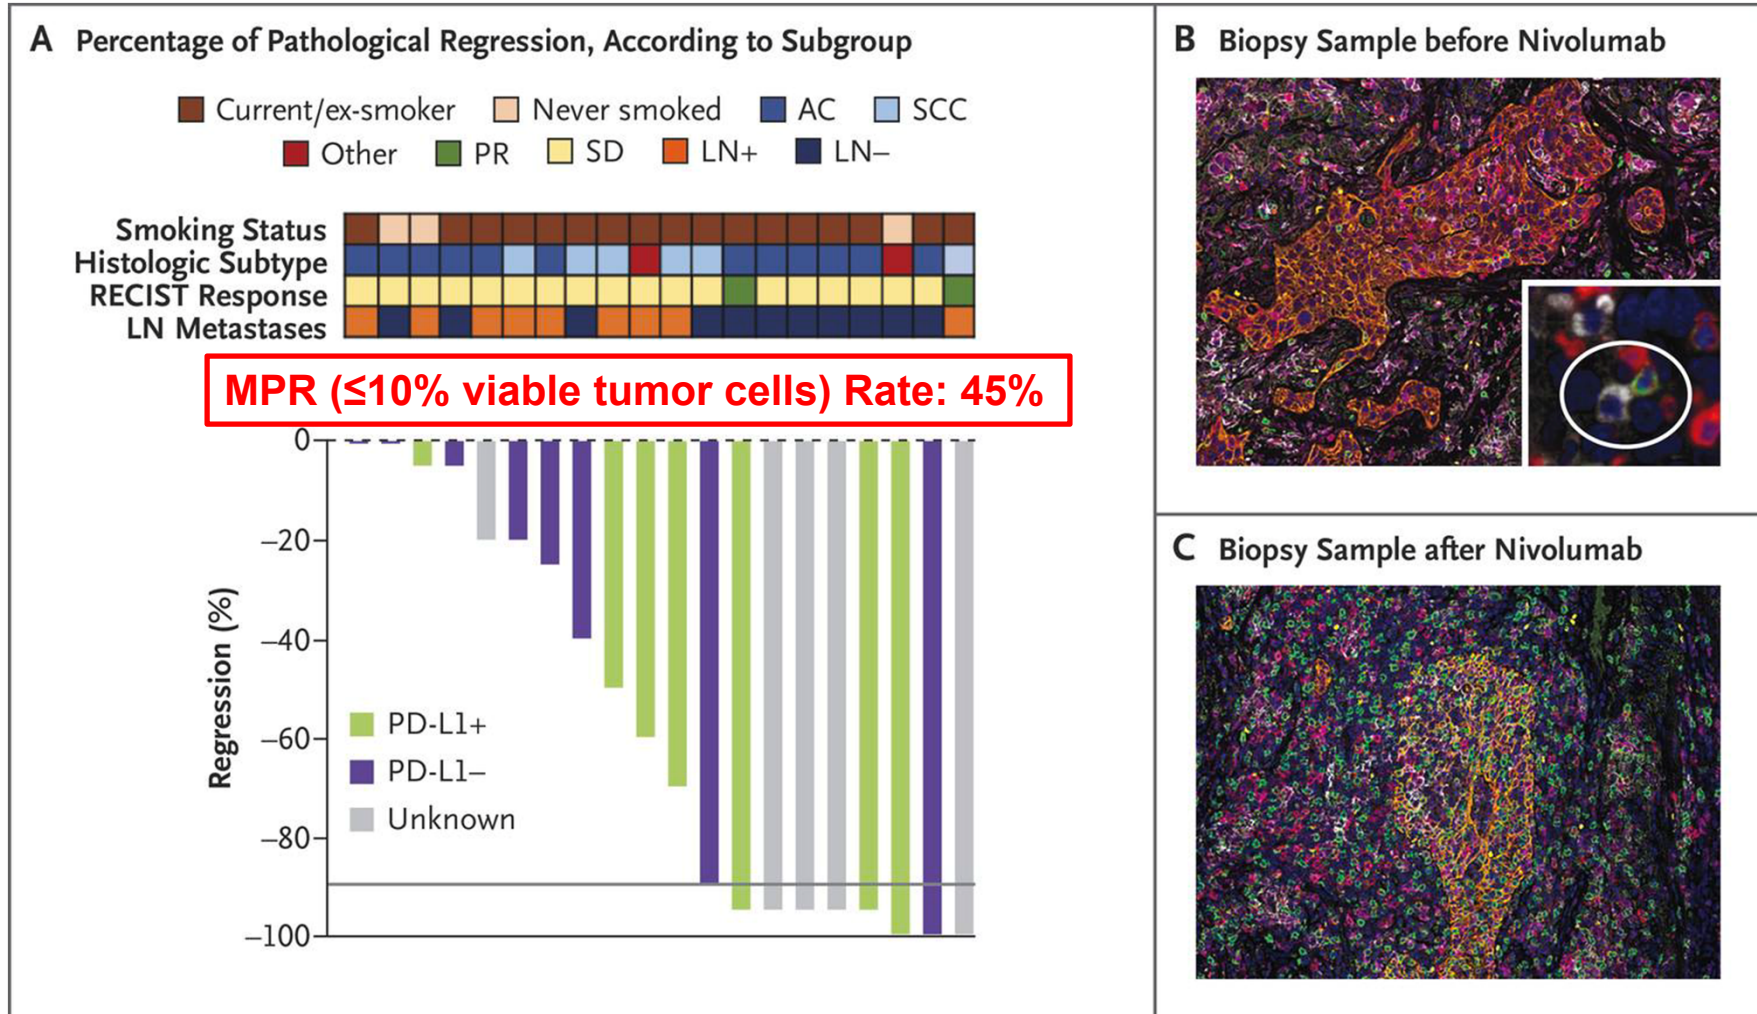 A Percentage of Pathological Regression, According to Subgroup
Current/ex-smoker Never smoked AC SCC
Other PR SD LN+ LN–
Smoking Status
Histologic Subtype
RECIST Response
LN Metastases
MPR (≤10% viable tumor cells) Rate: 45%
0
–20
–40
–60
–80
–100
Regression (%)
PD-L1+
PD-L1–
Unknown
B Biopsy Sample before Nivolumab
C Biopsy Sample after Nivolumab